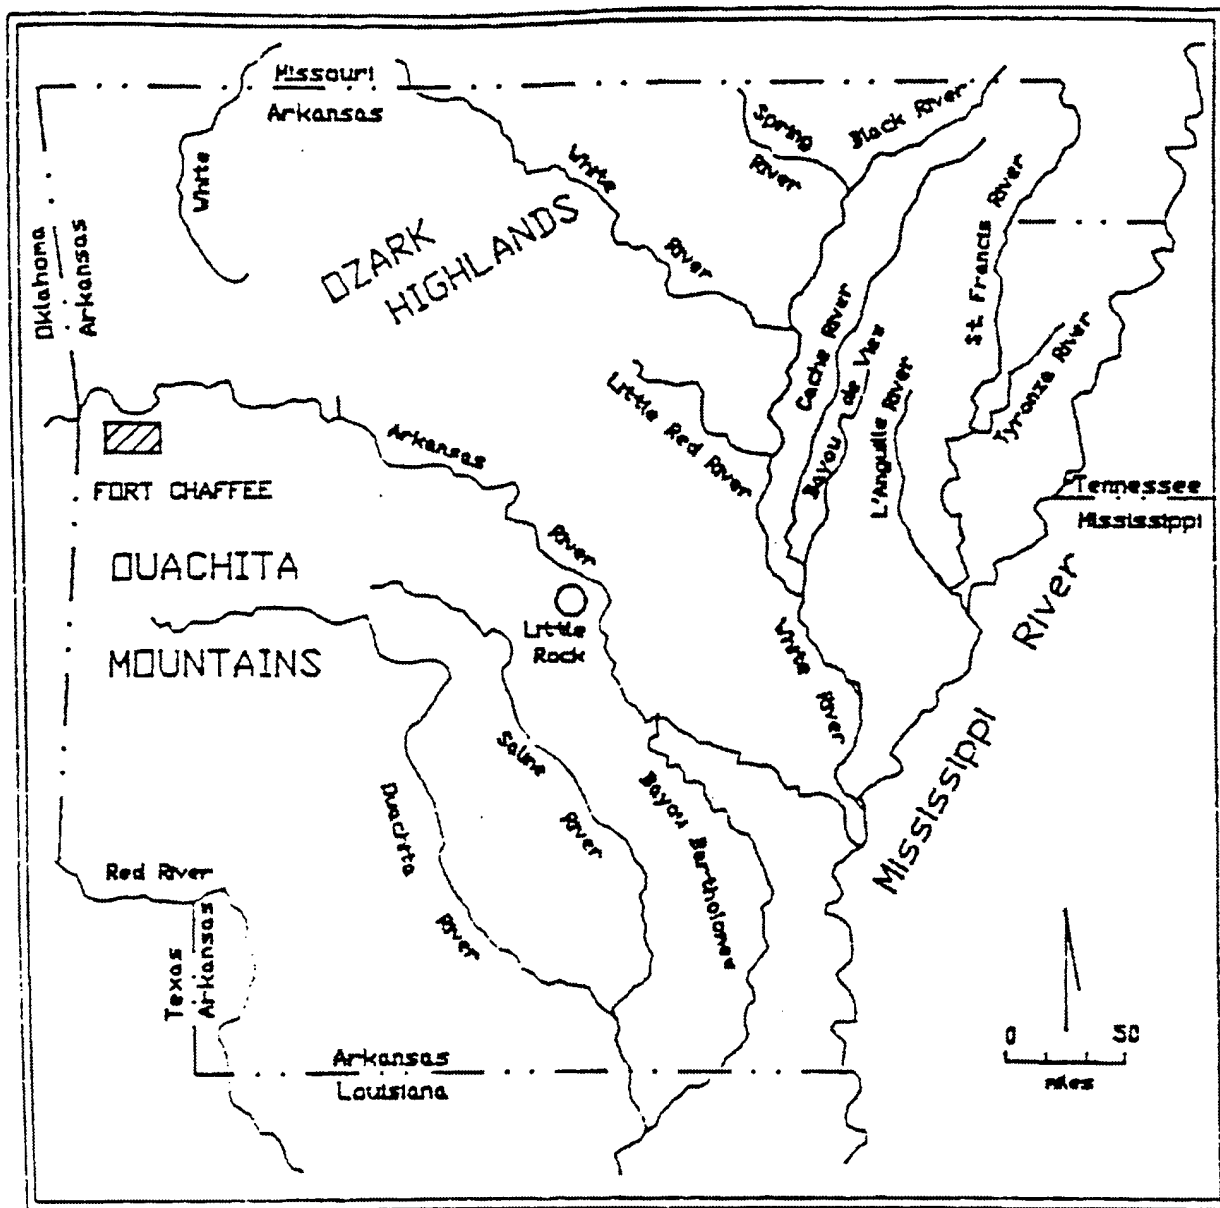 Missouri
Arkansas
White
Spring
River
Black River
White
River
OZARK
HIGHLANDS
Oklahoma
Arkansas
St. Francis River
Cache River
Bayou de View
L'Anguille River
Tyronza River
Little Red River
Arkansas
River
FORT CHAFFEE
Tennessee
Mississippi
OUACHITA
MOUNTAINS
Little
Rock
White River
Mississippi River
Saline
River
Ouachita
River
Bayou Bartholomew
Red River
Texas
Arkansas
0 50
miles
Arkansas
Louisiana